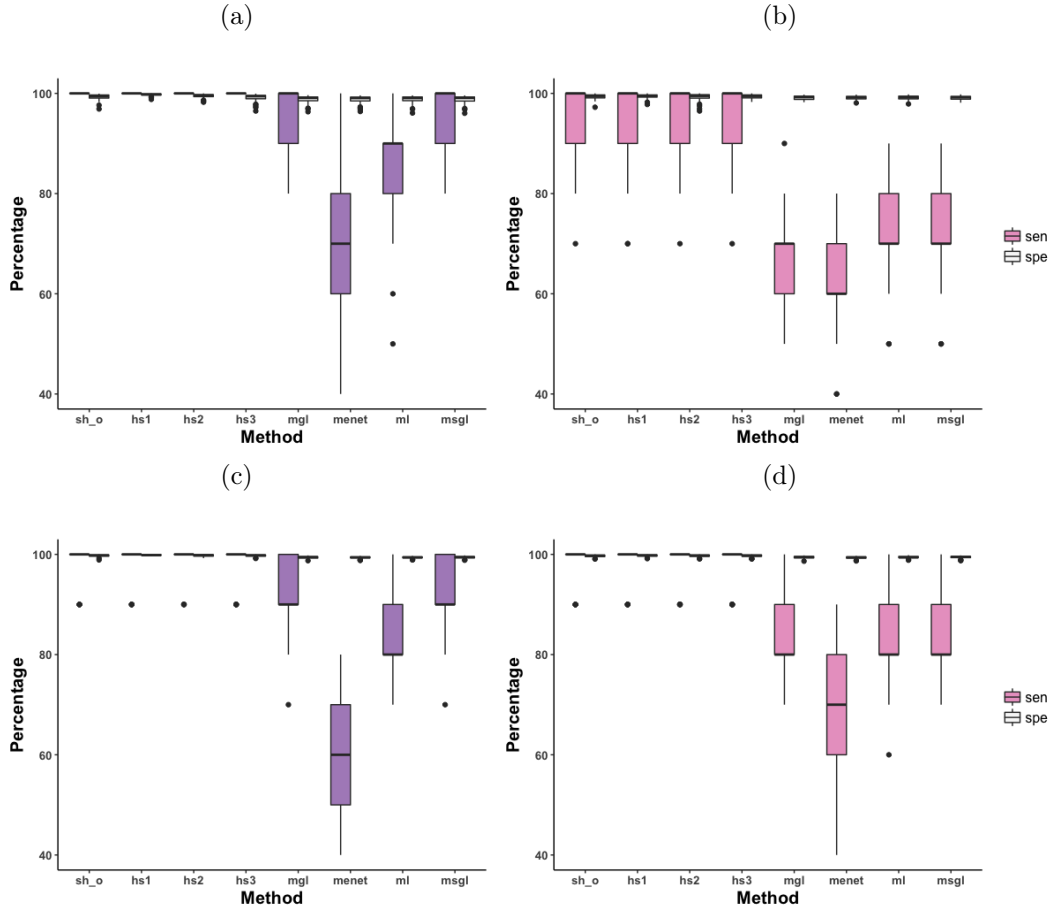 (a)
(b)
Percentage
100
80
60
40
sh_o hs1 hs2 hs3 mgl menet ml msgl
Method
Percentage
100
80
60
40
sh_o hs1 hs2 hs3 mgl menet ml msgl
Method
sen
spe
(c)
(d)
Percentage
100
80
60
40
sh_o hs1 hs2 hs3 mgl menet ml msgl
Method
Percentage
100
80
60
40
sh_o hs1 hs2 hs3 mgl menet ml msgl
Method
sen
spe